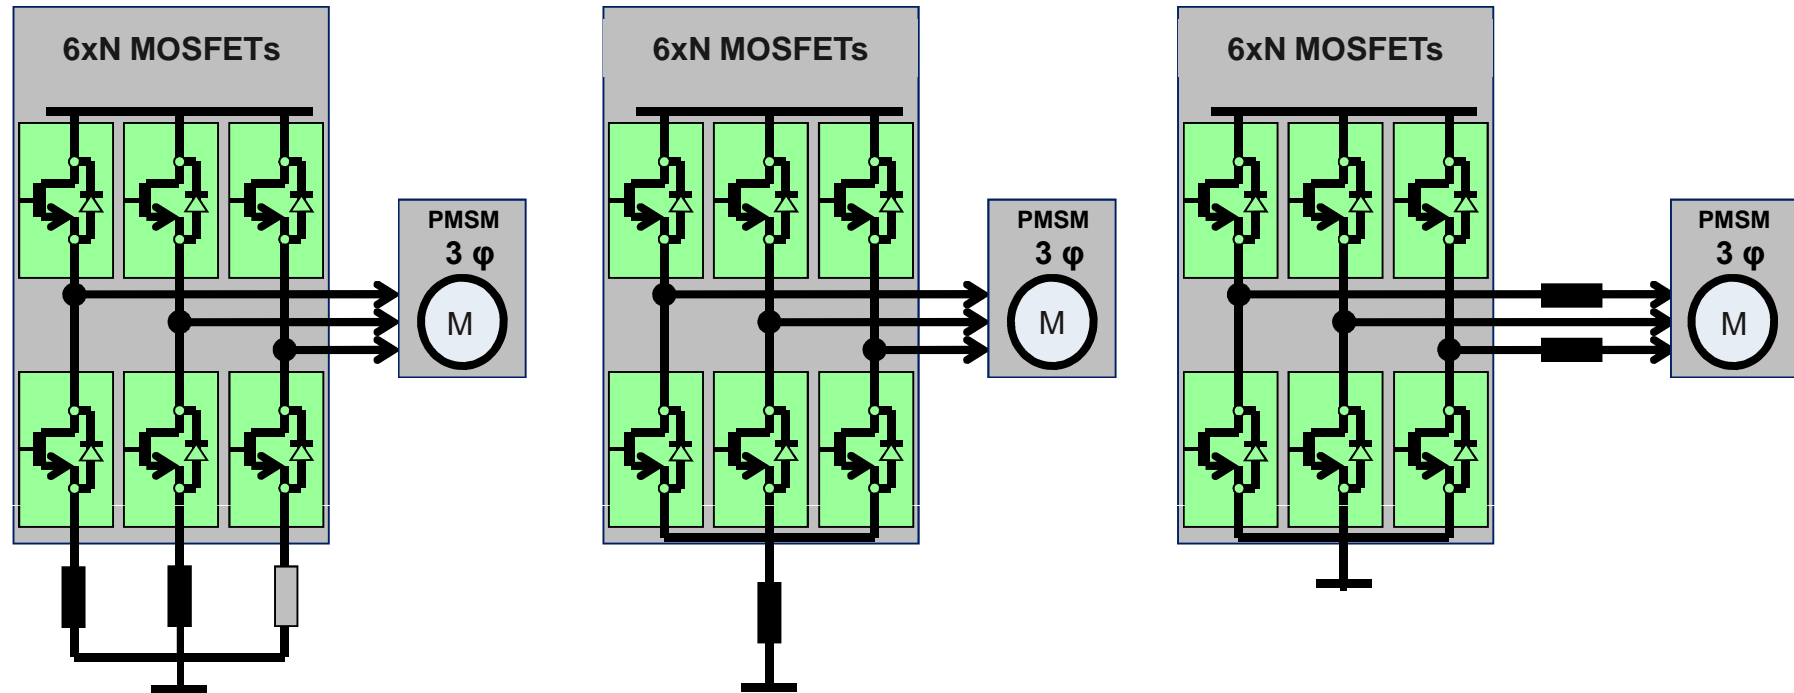 6xN MOSFETs
PMSM
3 φ
M
6xN MOSFETs
PMSM
3 φ
M
6xN MOSFETs
PMSM
3 φ
M